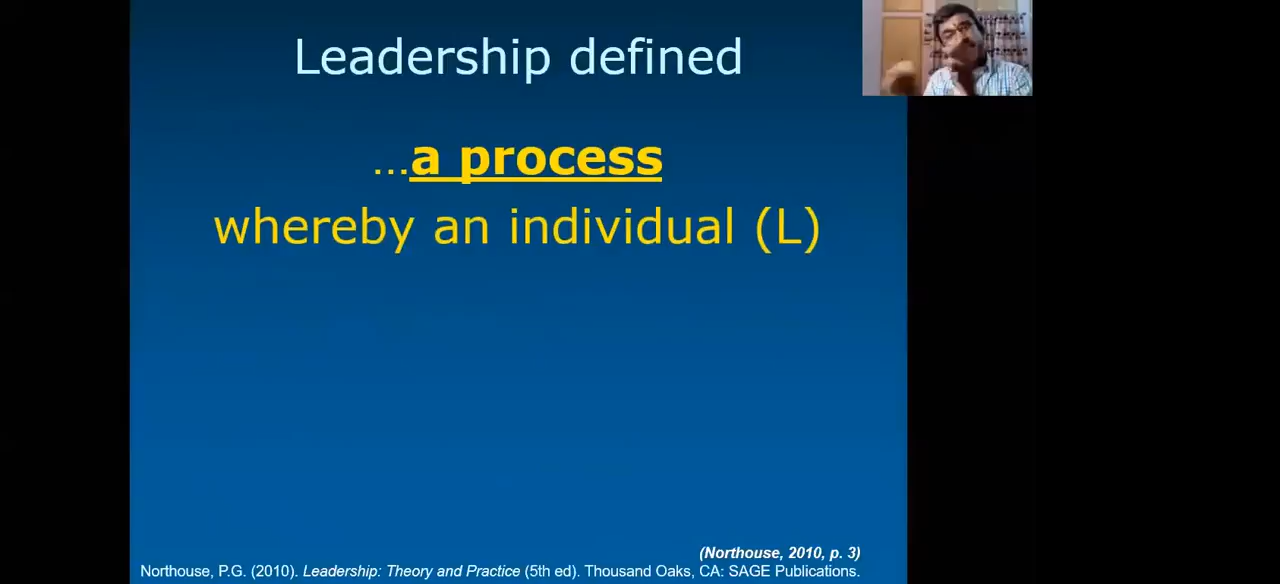 Leadership defined
...a process
whereby an individual (L)
(Northouse, 2010, p. 3)
Northouse, P.G. (2010). Leadership: Theory and Practice (5th ed). Thousand Oaks, CA: SAGE Publications.